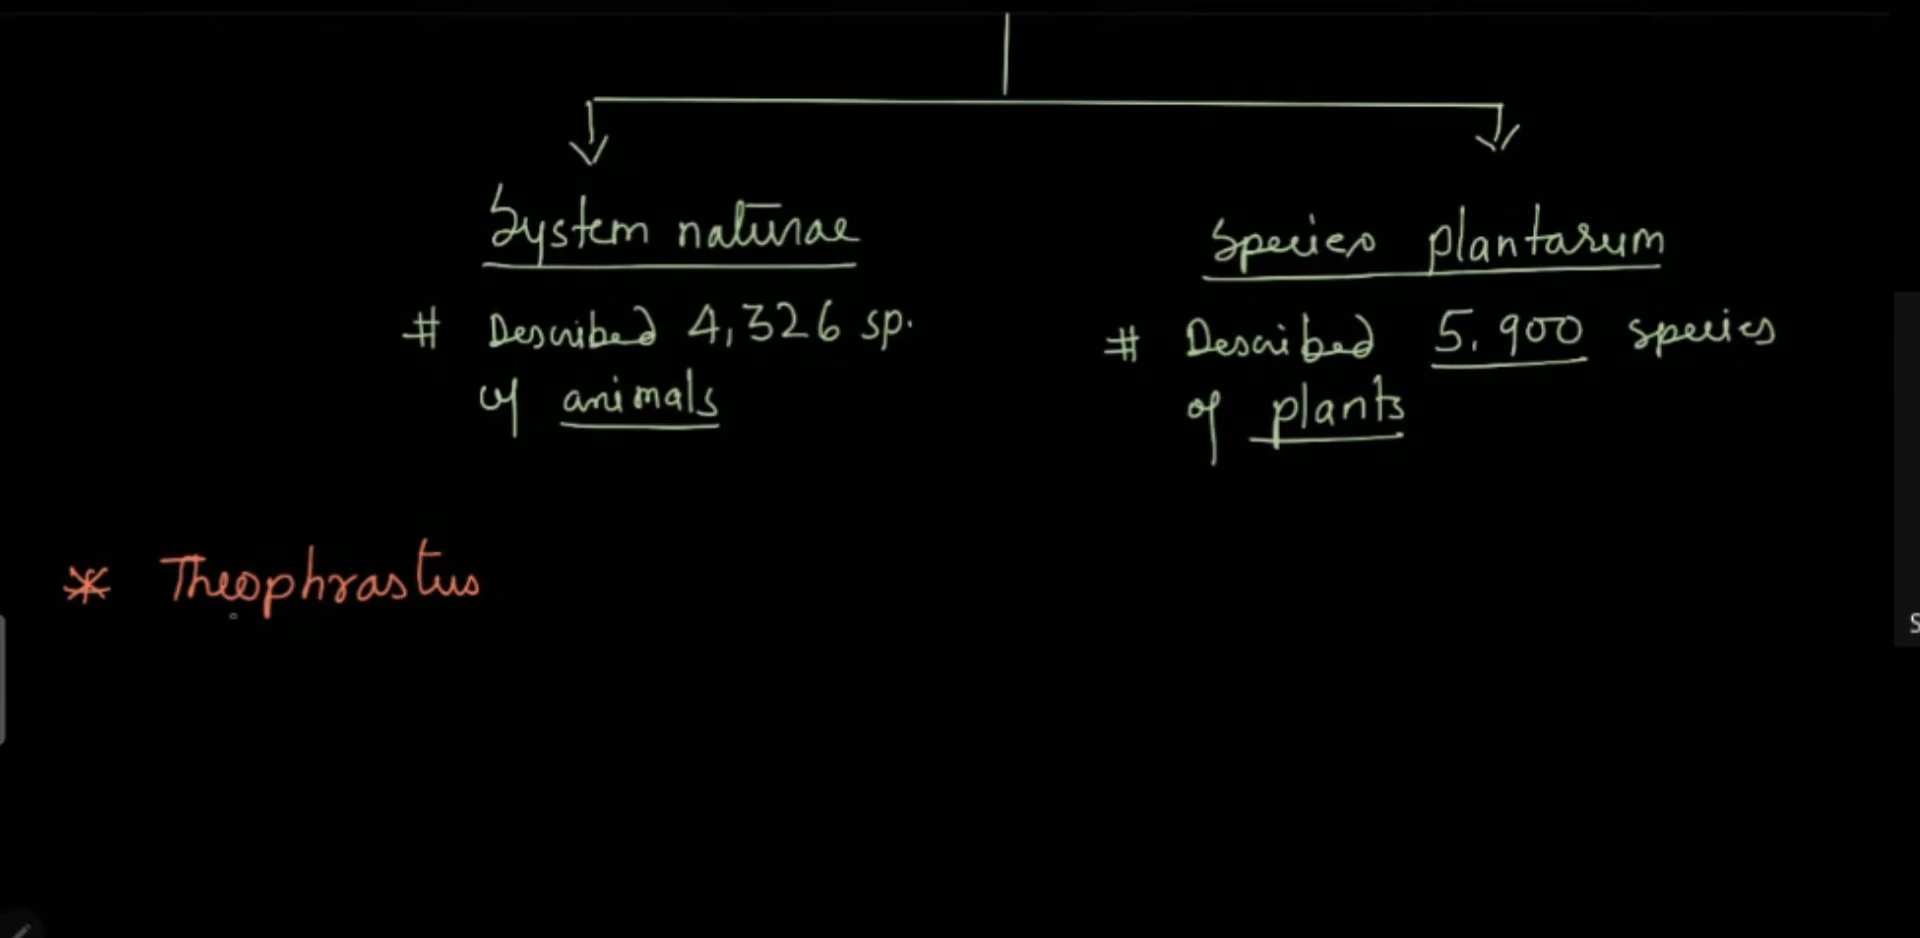 System naturae
Species plantarum
# Described 4,326 sp.
of animals
# Described 5,900 species
of plants
* Theophrastus
S